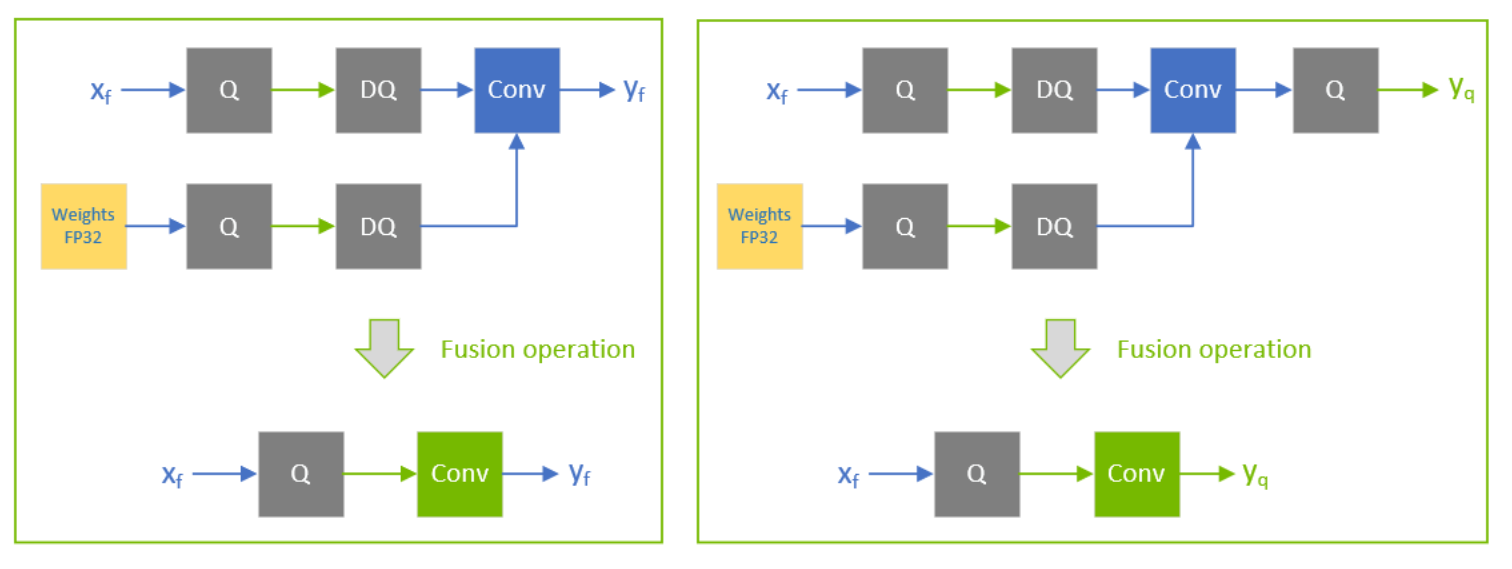 x_f Q DQ Conv y_f
Weights
FP32
Q DQ
Fusion operation
x_f Q Conv y_f
x_f Q DQ Conv Q y_q
Weights
FP32
Q DQ
Fusion operation
x_f Q Conv y_q